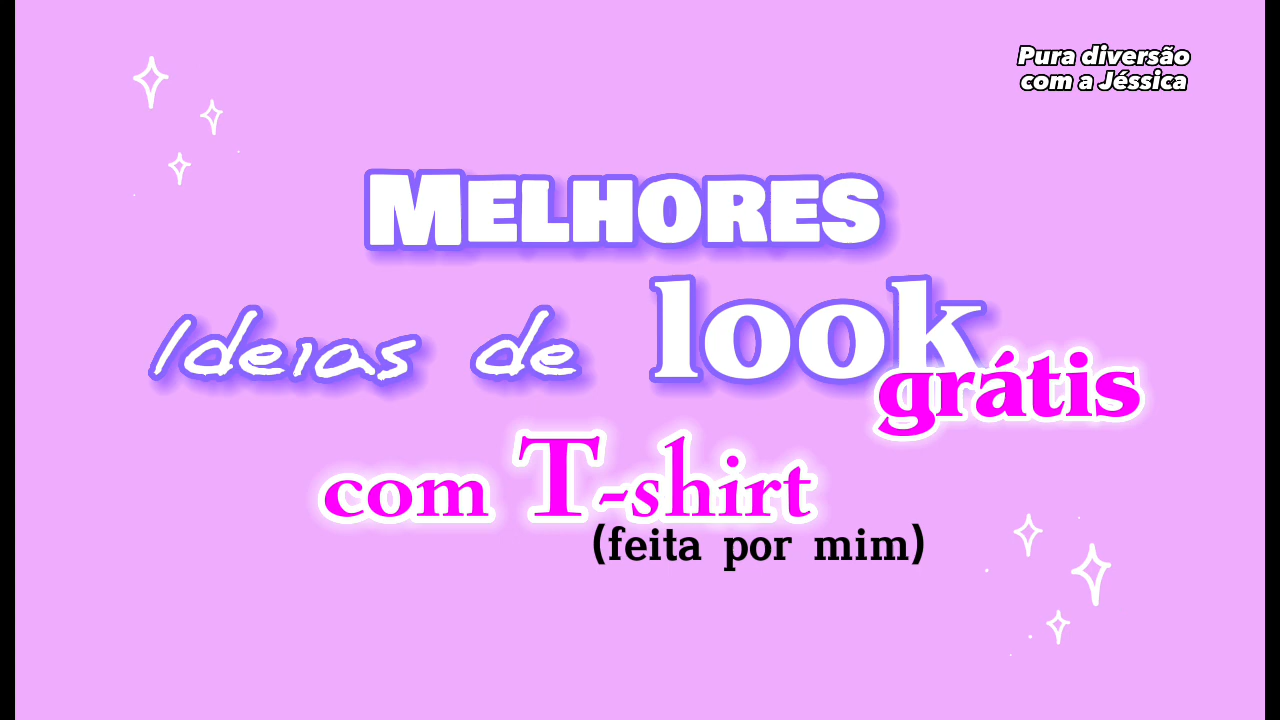 Pura diversão
com a Jéssica
MELHORES
Ideias de look
grátis
com T-shirt
(feita por mim)